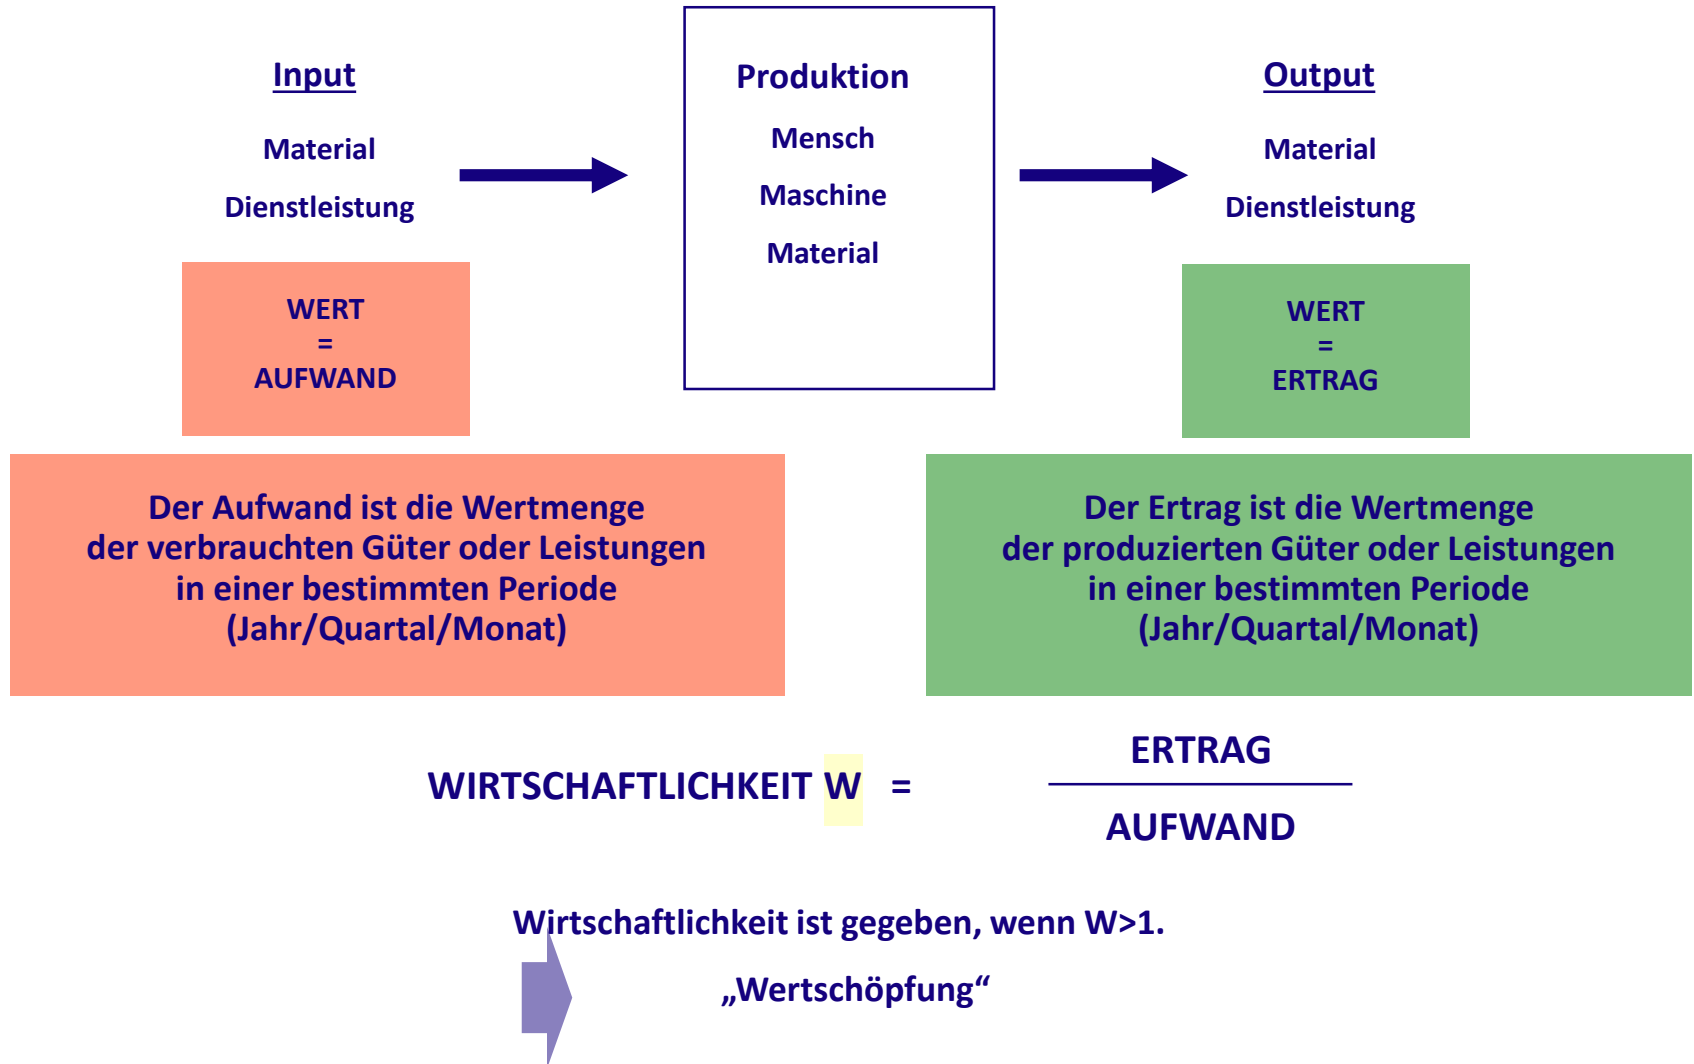 Input
Material
Dienstleistung
WERT
=
AUFWAND
Produktion
Mensch
Maschine
Material
Output
Material
Dienstleistung
WERT
=
ERTRAG
Der Aufwand ist die Wertmenge
der verbrauchten Güter oder Leistungen
in einer bestimmten Periode
(Jahr/Quartal/Monat)
Der Ertrag ist die Wertmenge
der produzierten Güter oder Leistungen
in einer bestimmten Periode
(Jahr/Quartal/Monat)
WIRTSCHAFTLICHKEIT W =
ERTRAG
AUFWAND
Wirtschaftlichkeit ist gegeben, wenn W>1.
„Wertschöpfung“